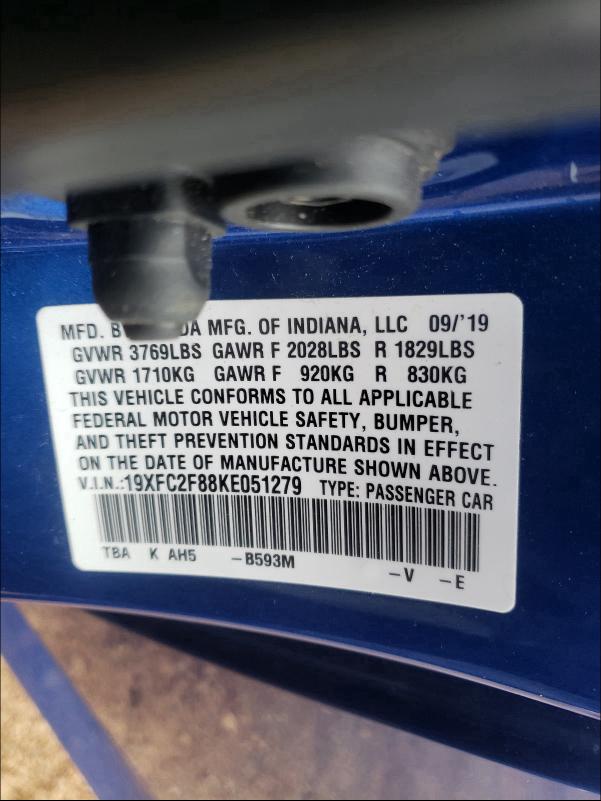 MFD. B DA MFG. OF INDIANA, LLC 09/'19
GVWR 3769LBS GAWR F 2028LBS R 1829LBS
GVWR 1710KG GAWR F 920KG R 830KG
THIS VEHICLE CONFORMS TO ALL APPLICABLE
FEDERAL MOTOR VEHICLE SAFETY, BUMPER,
AND THEFT PREVENTION STANDARDS IN EFFECT
ON THE DATE OF MANUFACTURE SHOWN ABOVE.
V.I.N.:19XFC2F88KE051279 TYPE: PASSENGER CAR
TBA K AH5 –B593M –V –E